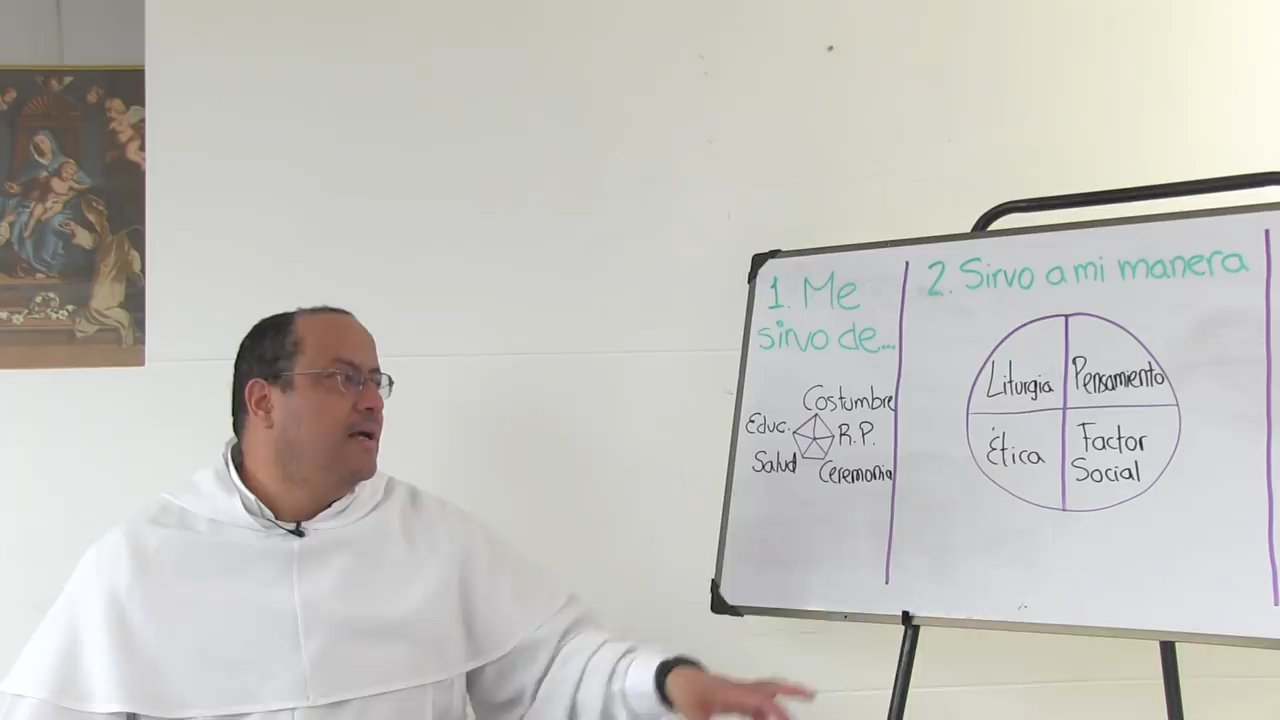 1. Me
sirvo de...
Costumbre
Educ.
R.P.
Salud
Ceremonia
2. Sirvo a mi manera
Liturgia
Pensamiento
Ética
Factor
Social